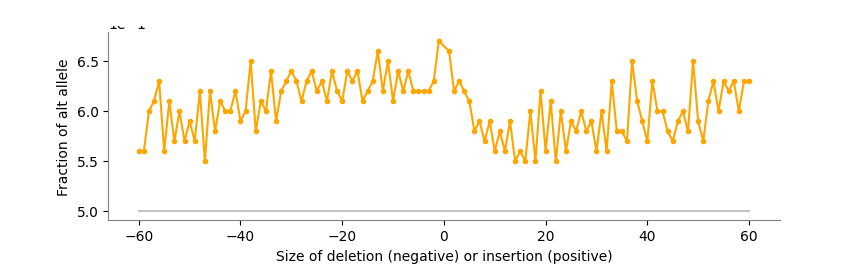 6.5
6.0
5.5
5.0
Fraction of alt allele
−60 −40 −20 0 20 40 60
Size of deletion (negative) or insertion (positive)